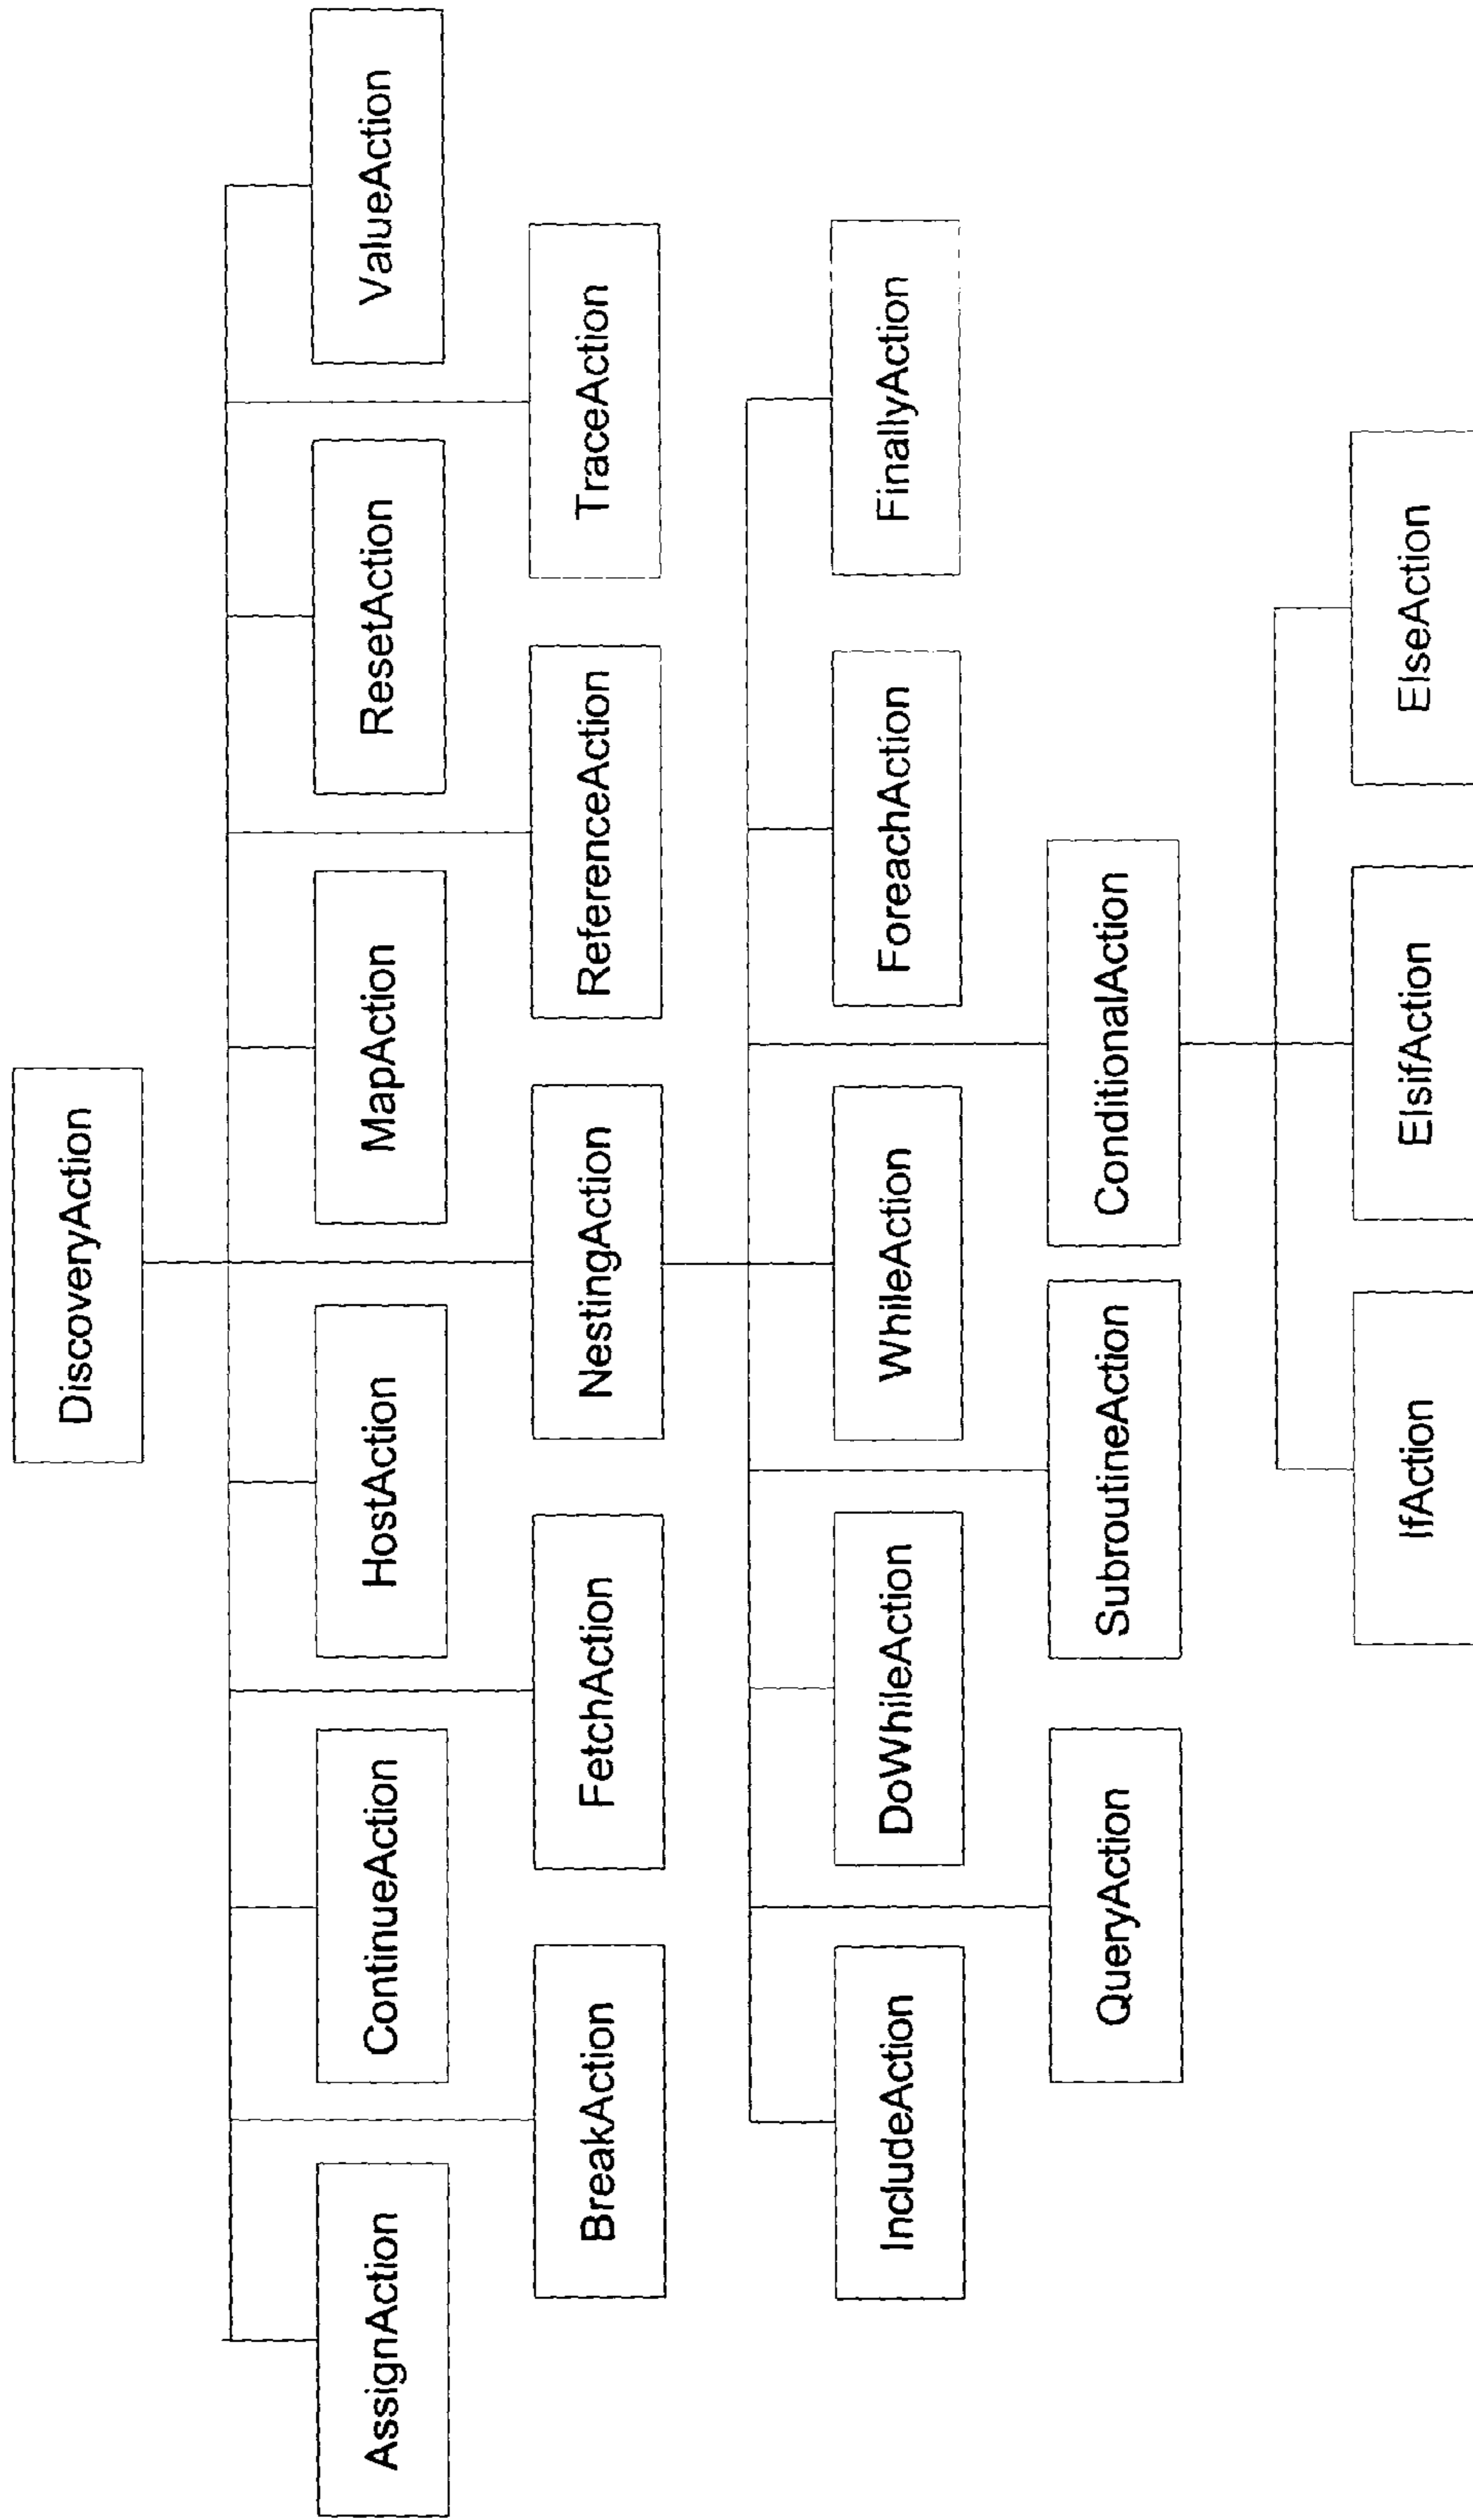 DiscoveryAction
AssignAction
ContinueAction
HostAction
MapAction
ResetAction
ValueAction
BreakAction
FetchAction
NestingAction
ReferenceAction
TraceAction
IncludeAction
DoWhileAction
WhileAction
ForeachAction
FinallyAction
QueryAction
SubroutineAction
ConditionalAction
IfAction
ElsifAction
ElseAction